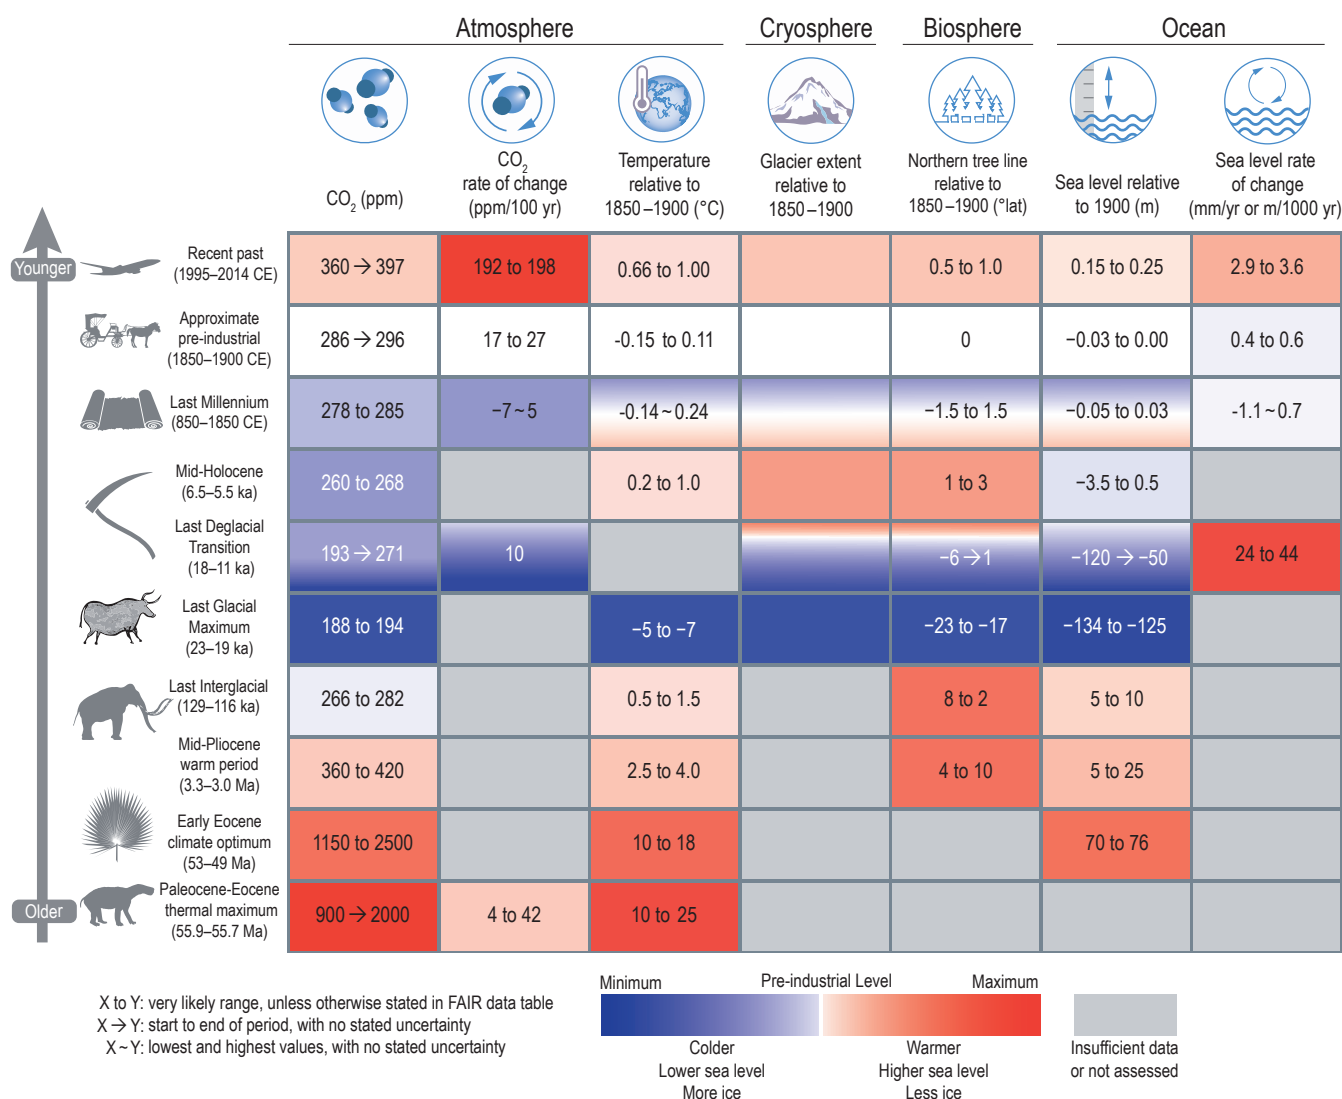 Atmosphere Cryosphere Biosphere Ocean
CO2 (ppm)
CO2
rate of change
(ppm/100 yr)
Temperature
relative to
1850–1900 (°C)
Glacier extent
relative to
1850–1900
Northern tree line
relative to
1850–1900 (°lat)
Sea level relative
to 1900 (m)
Sea level rate
of change
(mm/yr or m/1000 yr)
Younger
Recent past
(1995–2014 CE)
360 → 397 192 to 198 0.66 to 1.00 0.5 to 1.0 0.15 to 0.25 2.9 to 3.6
Approximate
pre-industrial
(1850–1900 CE)
286 → 296 17 to 27 -0.15 to 0.11 0 −0.03 to 0.00 0.4 to 0.6
Last Millennium
(850–1850 CE)
278 to 285 −7 ~ 5 -0.14 ~ 0.24 −1.5 to 1.5 −0.05 to 0.03 -1.1 ~ 0.7
Mid-Holocene
(6.5–5.5 ka)
260 to 268 0.2 to 1.0 1 to 3 −3.5 to 0.5
Last Deglacial
Transition
(18–11 ka)
193 → 271 10 −6 → 1 −120 → −50 24 to 44
Last Glacial
Maximum
(23–19 ka)
188 to 194 −5 to −7 −23 to −17 −134 to −125
Last Interglacial
(129–116 ka)
266 to 282 0.5 to 1.5 8 to 2 5 to 10
Mid-Pliocene
warm period
(3.3–3.0 Ma)
360 to 420 2.5 to 4.0 4 to 10 5 to 25
Early Eocene
climate optimum
(53–49 Ma)
1150 to 2500 10 to 18 70 to 76
Older
Paleocene-Eocene
thermal maximum
(55.9–55.7 Ma)
900 → 2000 4 to 42 10 to 25
X to Y: very likely range, unless otherwise stated in FAIR data table
X → Y: start to end of period, with no stated uncertainty
X ~ Y: lowest and highest values, with no stated uncertainty
Minimum Pre-industrial Level Maximum
Colder
Lower sea level
More ice
Warmer
Higher sea level
Less ice
Insufficient data
or not assessed